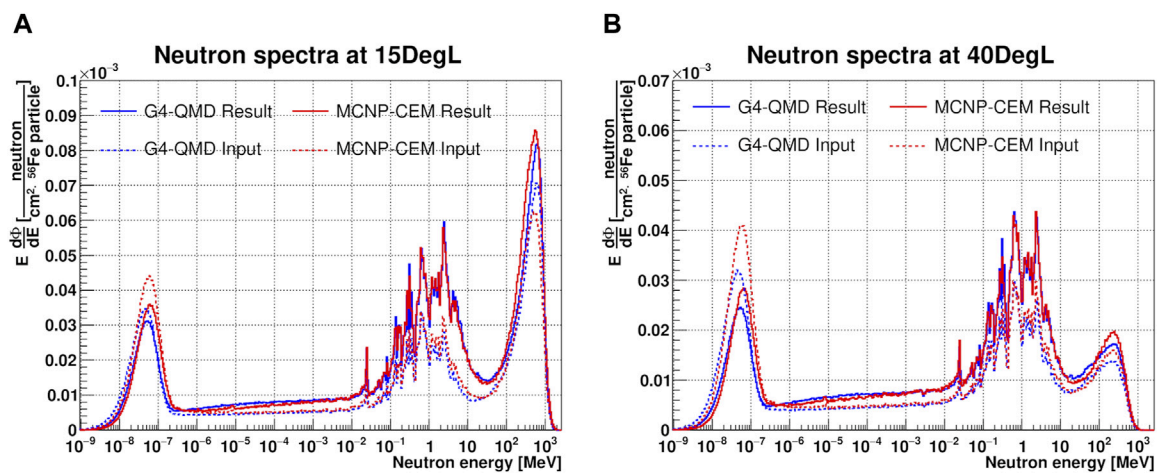 A
Neutron spectra at 15DegL
×10⁻³
0.1
0.09
0.08
0.07
0.06
0.05
0.04
0.03
0.02
0.01
0
E dΦ/dE [neutron / cm²· ⁵⁶Fe particle]
G4-QMD Result
MCNP-CEM Result
G4-QMD Input
MCNP-CEM Input
10⁻⁹ 10⁻⁸ 10⁻⁷ 10⁻⁶ 10⁻⁵ 10⁻⁴ 10⁻³ 10⁻² 10⁻¹ 1 10 10² 10³
Neutron energy [MeV]
B
Neutron spectra at 40DegL
×10⁻³
0.07
0.06
0.05
0.04
0.03
0.02
0.01
0
E dΦ/dE [neutron / cm²· ⁵⁶Fe particle]
G4-QMD Result
MCNP-CEM Result
G4-QMD Input
MCNP-CEM Input
10⁻⁹ 10⁻⁸ 10⁻⁷ 10⁻⁶ 10⁻⁵ 10⁻⁴ 10⁻³ 10⁻² 10⁻¹ 1 10 10² 10³
Neutron energy [MeV]